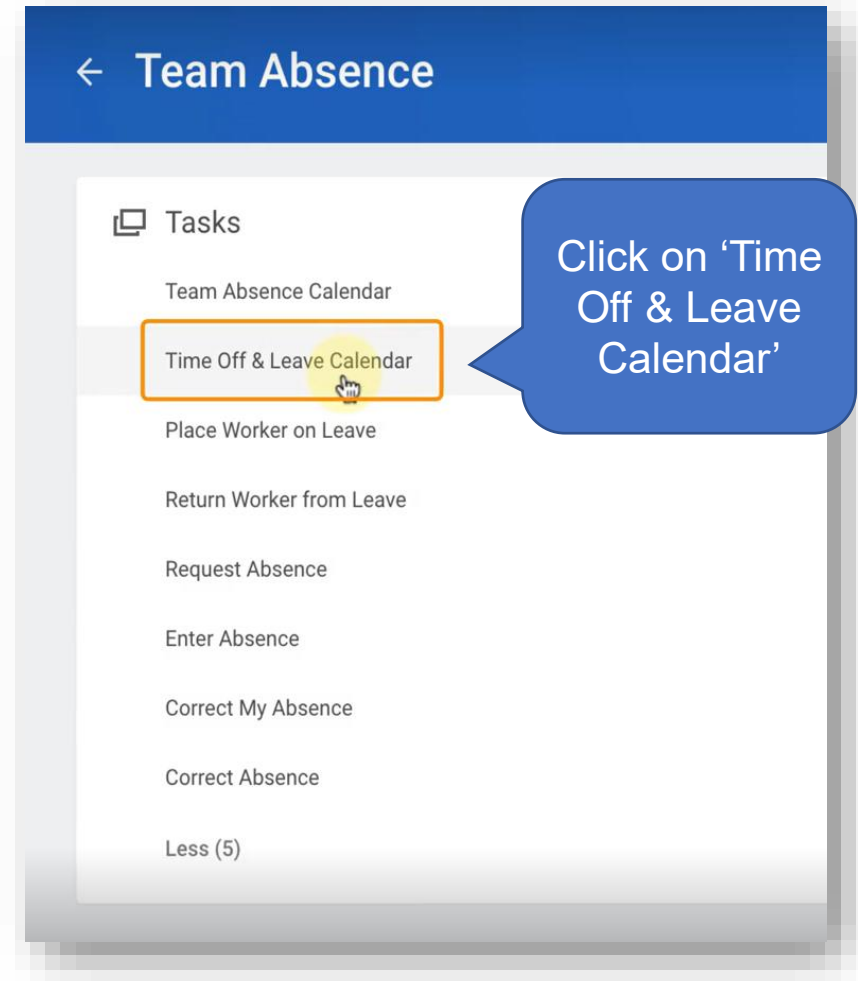 Team Absence
Tasks
Team Absence Calendar
Time Off & Leave Calendar
Click on ‘Time
Off & Leave
Calendar’
Place Worker on Leave
Return Worker from Leave
Request Absence
Enter Absence
Correct My Absence
Correct Absence
Less (5)